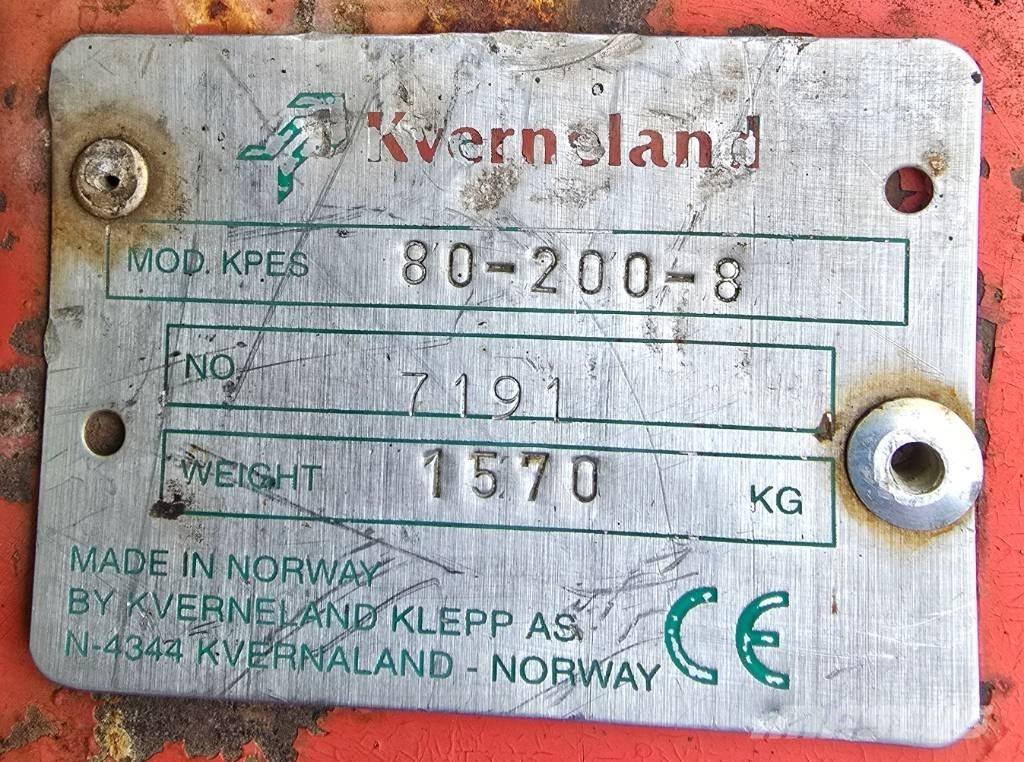 Kverneland
MOD. KPES 80-200-8
NO 7191
WEIGHT 1570 KG
MADE IN NORWAY
BY KVERNELAND KLEPP AS
N-4344 KVERNALAND - NORWAY
CE